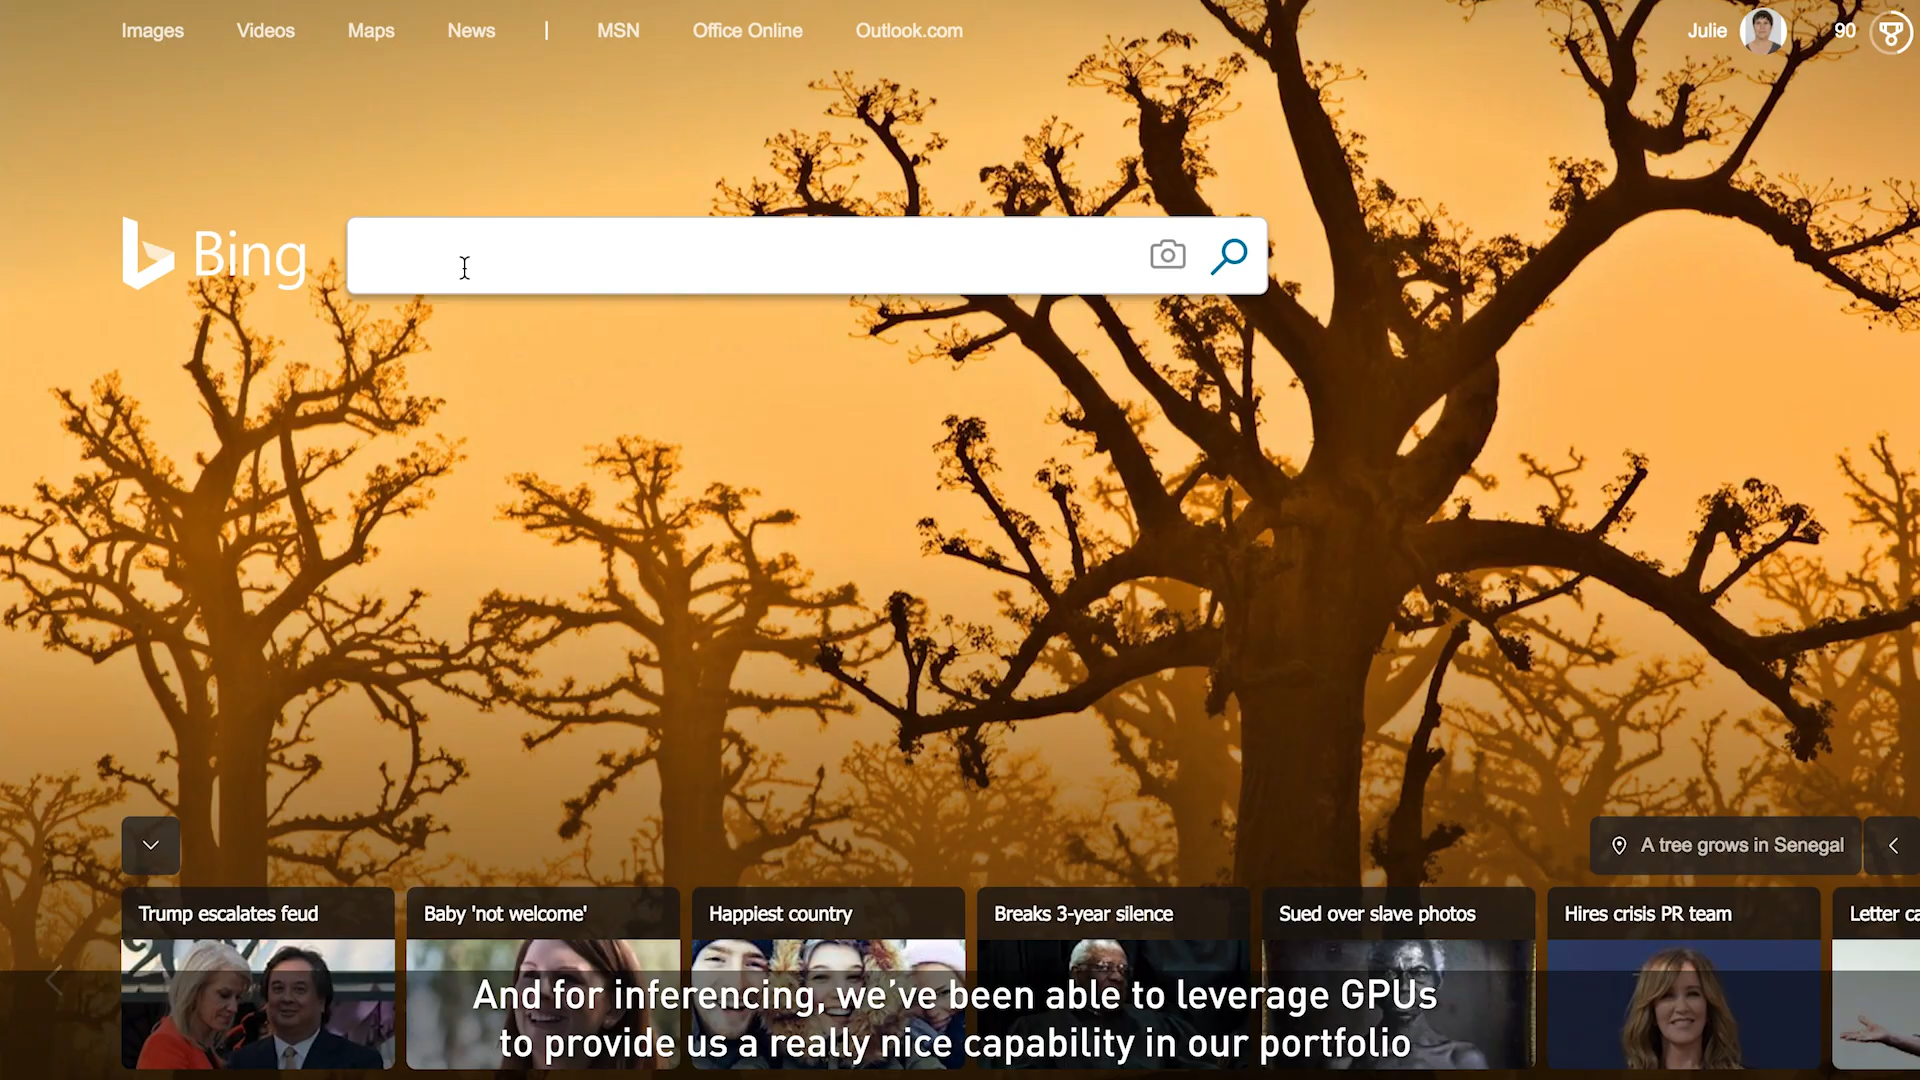 Images Videos Maps News | MSN Office Online Outlook.com Julie 90
Bing
A tree grows in Senegal
Trump escalates feud
Baby 'not welcome'
Happiest country
Breaks 3-year silence
Sued over slave photos
Hires crisis PR team
Letter ca
And for inferencing, we've been able to leverage GPUs
to provide us a really nice capability in our portfolio